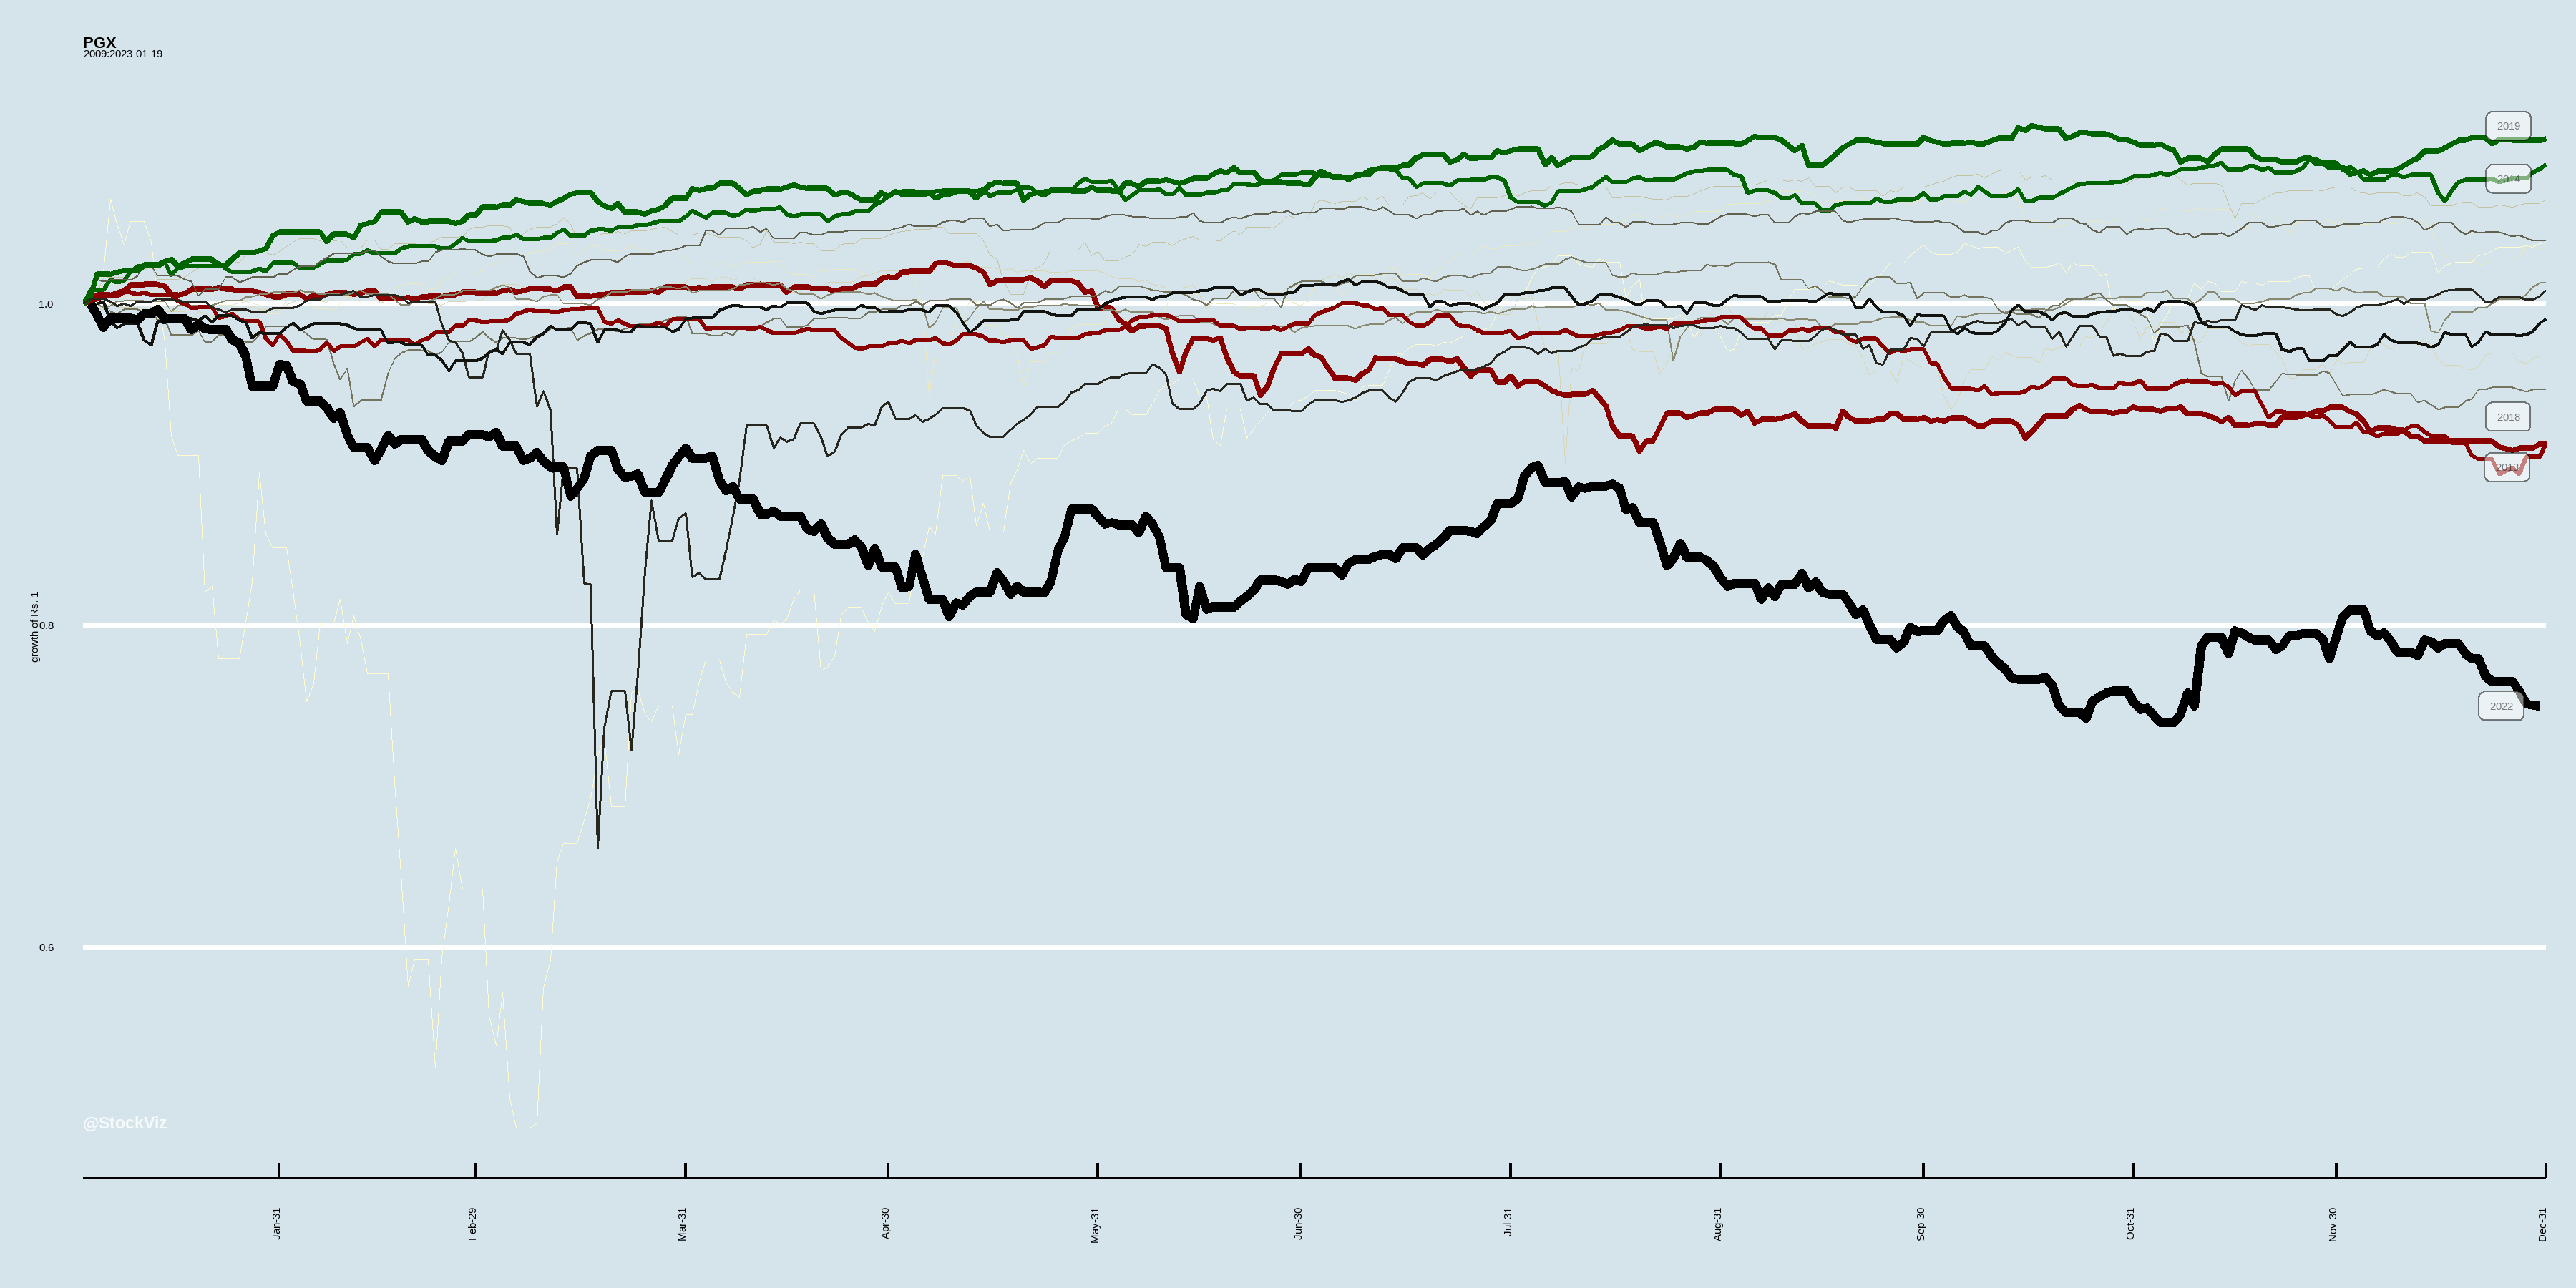 PGX
2009:2023-01-19
2019
2014
1.0
2018
2013
growth of Rs. 1
0.8
2022
0.6
@StockViz
Jan-31
Feb-29
Mar-31
Apr-30
May-31
Jun-30
Jul-31
Aug-31
Sep-30
Oct-31
Nov-30
Dec-31